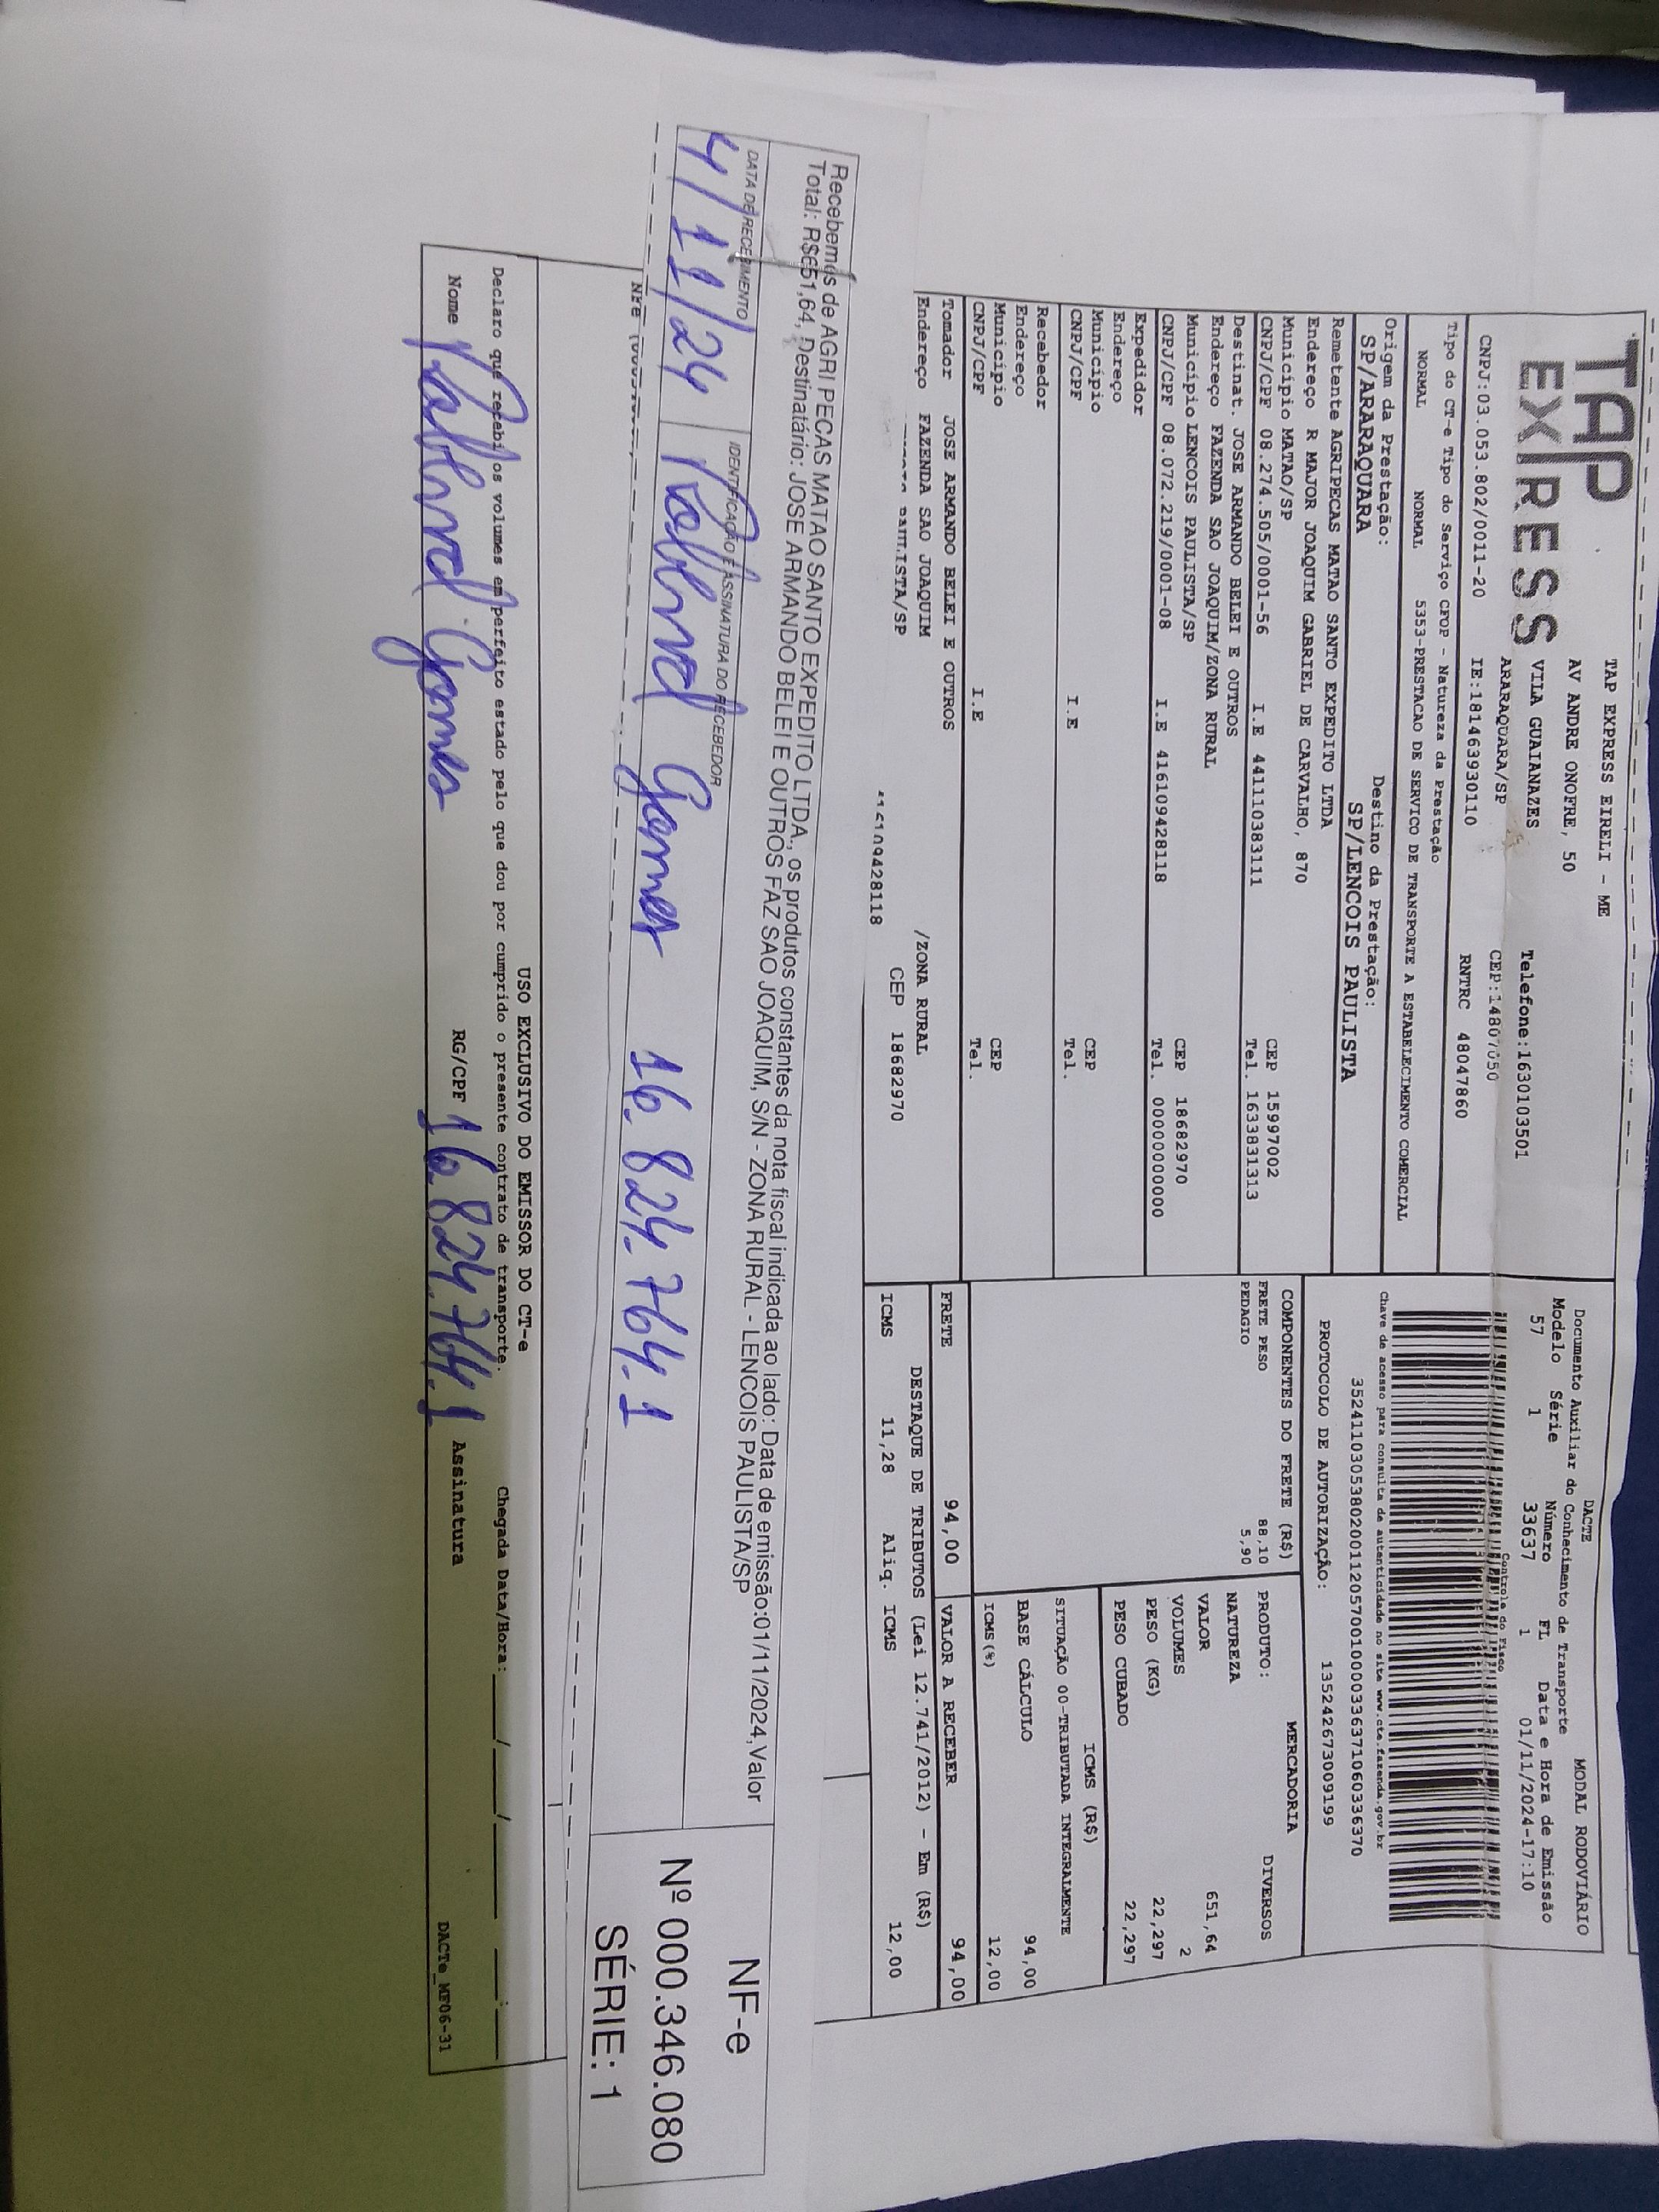 TAP
EXPRESS
TAP EXPRESS EIRELI - ME
AV ANDRE ONOFRE, 50
VILA GUAIANAZES
Telefone:1630103501
ARARAQUARA/SP
CNPJ:03.053.802/0011-20 IE:181463930110 RNTRC 48047860
Tipo do CT-e Tipo do Serviço CFOP - Natureza da Prestação
NORMAL NORMAL 5353-PRESTACAO DE SERVICO DE TRANSPORTE A ESTABELECIMENTO COMERCIAL
Origem da Prestação: Destino da Prestação:
SP/ARARAQUARA SP/LENCOIS PAULISTA
Remetente AGRIPECAS MATAO SANTO EXPEDITO LTDA
Endereço R MAJOR JOAQUIM GABRIEL DE CARVALHO, 870
Município MATAO/SP CEP 15997002
CNPJ/CPF 08.274.505/0001-56 I.E 441110383111 Tel. 1633831313
Destinat. JOSE ARMANDO BELEI E OUTROS
Endereço FAZENDA SAO JOAQUIM/ZONA RURAL
Município LENCOIS PAULISTA/SP CEP 18682970
CNPJ/CPF 08.072.219/0001-08 I.E 416109428118 Tel. 00000000000
Expedidor
Endereço
Município CEP
CNPJ/CPF I.E Tel.
Recebedor
Endereço
Município CEP
CNPJ/CPF I.E Tel.
Tomador JOSE ARMANDO BELEI E OUTROS
Endereço FAZENDA SAO JOAQUIM /ZONA RURAL
PAULISTA/SP CEP 18682970
DACTE MODAL RODOVIÁRIO
Documento Auxiliar do Conhecimento de Transporte
Modelo Série Número FL Data e Hora de Emissão
57 1 33637 1 01/11/2024-17:10
Controle do Fisco
Chave de acesso para consulta de autenticidade no site www.cte.fazenda.gov.br
35241103053802001120570010000336371060336370
PROTOCOLO DE AUTORIZAÇÃO: 135242673009199
COMPONENTES DO FRETE (R$)
FRETE PESO 88,10
PEDAGIO 5,90
MERCADORIA
PRODUTO: DIVERSOS
NATUREZA
VALOR 651,64
VOLUMES 2
PESO (KG) 22,297
PESO CUBADO 22,297
ICMS (R$)
SITUAÇÃO 00-TRIBUTADA INTEGRALMENTE
BASE CÁLCULO 94,00
ICMS(%) 12,00
FRETE 94,00 VALOR A RECEBER 94,00
DESTAQUE DE TRIBUTOS (Lei 12.741/2012) - Em (R$)
ICMS 11,28 Aliq. ICMS 12,00
Recebemos de AGRI PECAS MATAO SANTO EXPEDITO LTDA., os produtos constantes da nota fiscal indicada ao lado: Data de emissão:01/11/2024,Valor
Total: R$651,64, Destinatário: JOSE ARMANDO BELEI E OUTROS FAZ SAO JOAQUIM, S/N - ZONA RURAL - LENCOIS PAULISTA/SP
DATA DE RECEBIMENTO IDENTIFICAÇÃO E ASSINATURA DO RECEBEDOR
4/11/24 Gomes 16.824.764.1
NF-e
Nº 000.346.080
SÉRIE: 1
USO EXCLUSIVO DO EMISSOR DO CT-e
Declaro que recebi os volumes em perfeito estado pelo que dou por cumprido o presente contrato de transporte. Chegada Data/Hora: ____/____/____ __:__
Nome Gomes RG/CPF 16.824.764.1 Assinatura
DACTe_MF06-31